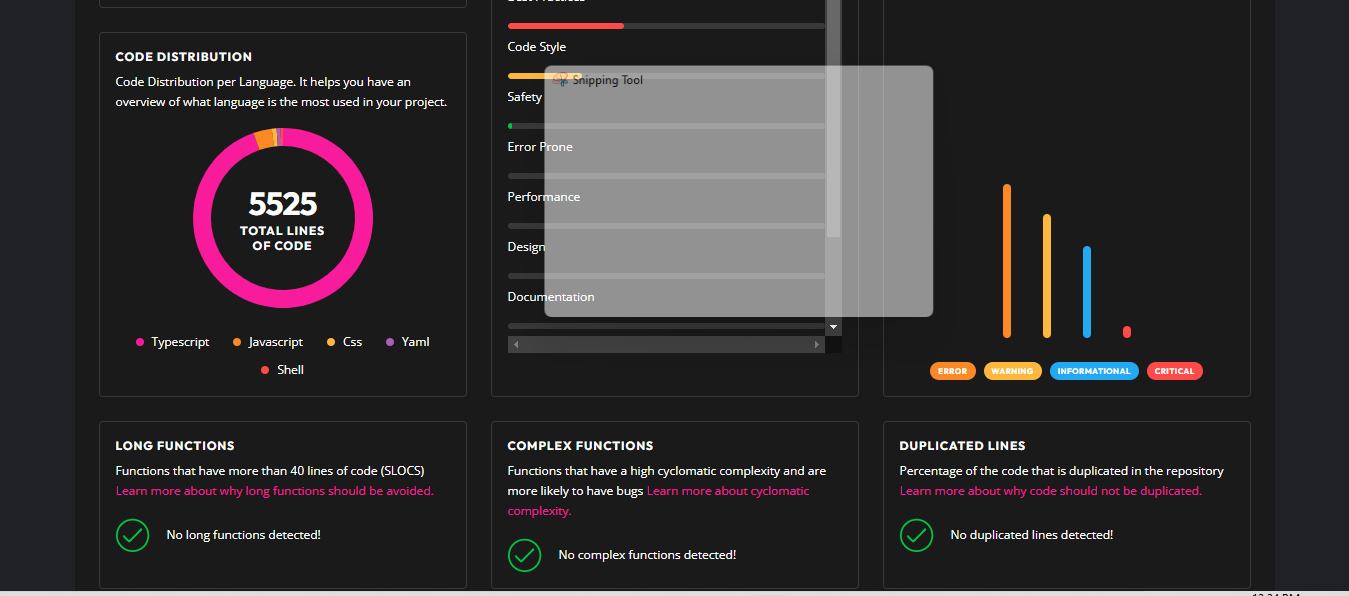 CODE DISTRIBUTION
Code Distribution per Language. It helps you have an
overview of what language is the most used in your project.
5525
TOTAL LINES
OF CODE
Typescript
Javascript
Css
Yaml
Shell
Best Practices
Code Style
Safety
Error Prone
Performance
Design
Documentation
Snipping Tool
ERROR
WARNING
INFORMATIONAL
CRITICAL
LONG FUNCTIONS
Functions that have more than 40 lines of code (SLOCS)
Learn more about why long functions should be avoided.
No long functions detected!
COMPLEX FUNCTIONS
Functions that have a high cyclomatic complexity and are
more likely to have bugs Learn more about cyclomatic
complexity.
No complex functions detected!
DUPLICATED LINES
Percentage of the code that is duplicated in the repository
Learn more about why code should not be duplicated.
No duplicated lines detected!